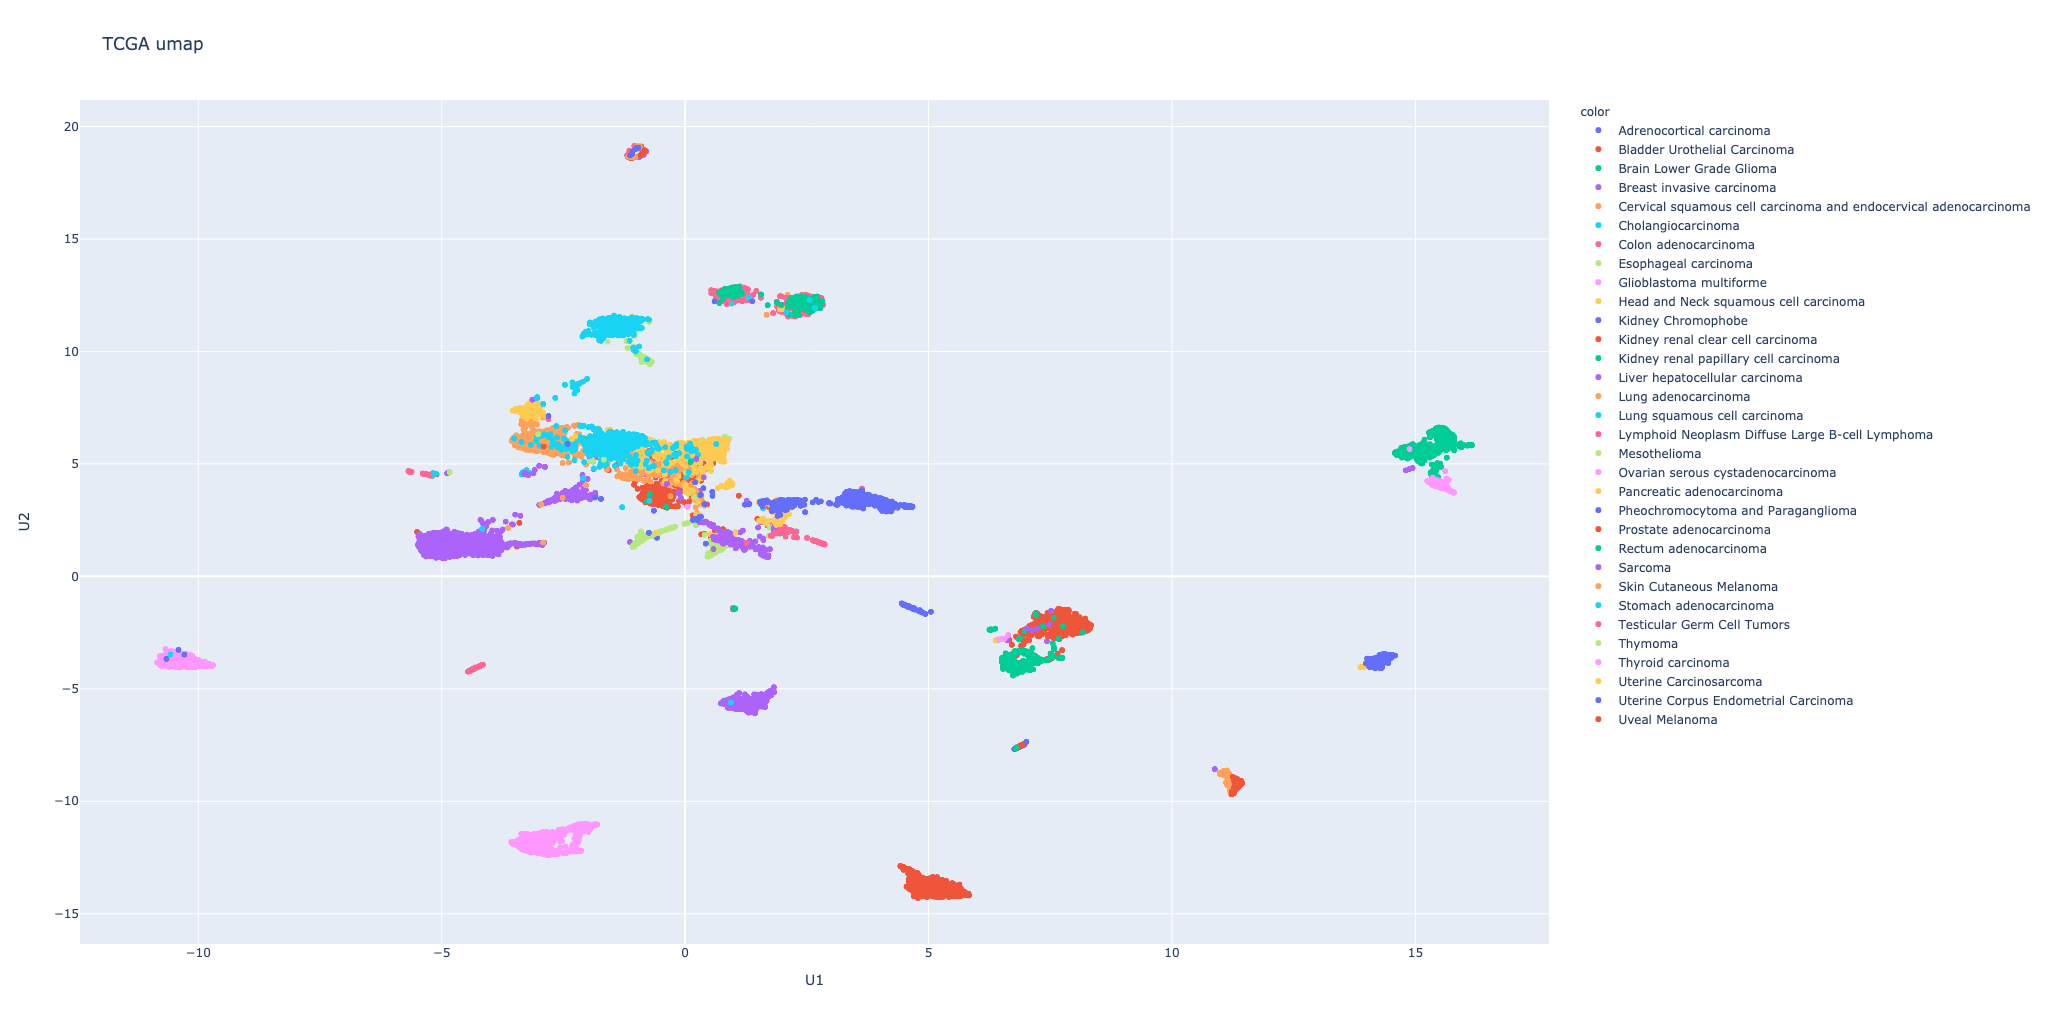 TCGA umap
color
Adrenocortical carcinoma
Bladder Urothelial Carcinoma
Brain Lower Grade Glioma
Breast invasive carcinoma
Cervical squamous cell carcinoma and endocervical adenocarcinoma
Cholangiocarcinoma
Colon adenocarcinoma
Esophageal carcinoma
Glioblastoma multiforme
Head and Neck squamous cell carcinoma
Kidney Chromophobe
Kidney renal clear cell carcinoma
Kidney renal papillary cell carcinoma
Liver hepatocellular carcinoma
Lung adenocarcinoma
Lung squamous cell carcinoma
Lymphoid Neoplasm Diffuse Large B-cell Lymphoma
Mesothelioma
Ovarian serous cystadenocarcinoma
Pancreatic adenocarcinoma
Pheochromocytoma and Paraganglioma
Prostate adenocarcinoma
Rectum adenocarcinoma
Sarcoma
Skin Cutaneous Melanoma
Stomach adenocarcinoma
Testicular Germ Cell Tumors
Thymoma
Thyroid carcinoma
Uterine Carcinosarcoma
Uterine Corpus Endometrial Carcinoma
Uveal Melanoma
20
15
10
5
0
−5
−10
−15
U2
−10 −5 0 5 10 15
U1